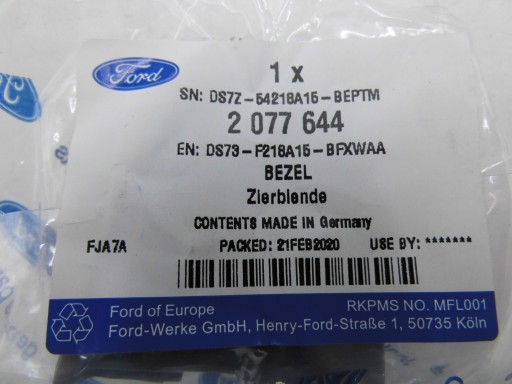 Ford
1 x
SN: DS7Z-54218A15-BEPTM
2 077 644
EN: DS73-F218A15-BFXWAA
BEZEL
Zierblende
CONTENTS MADE IN Germany
FJA7A PACKED: 21FEB2020 USE BY: *******
Ford of Europe RKPMS NO. MFL001
Ford-Werke GmbH, Henry-Ford-Straße 1, 50735 Köln